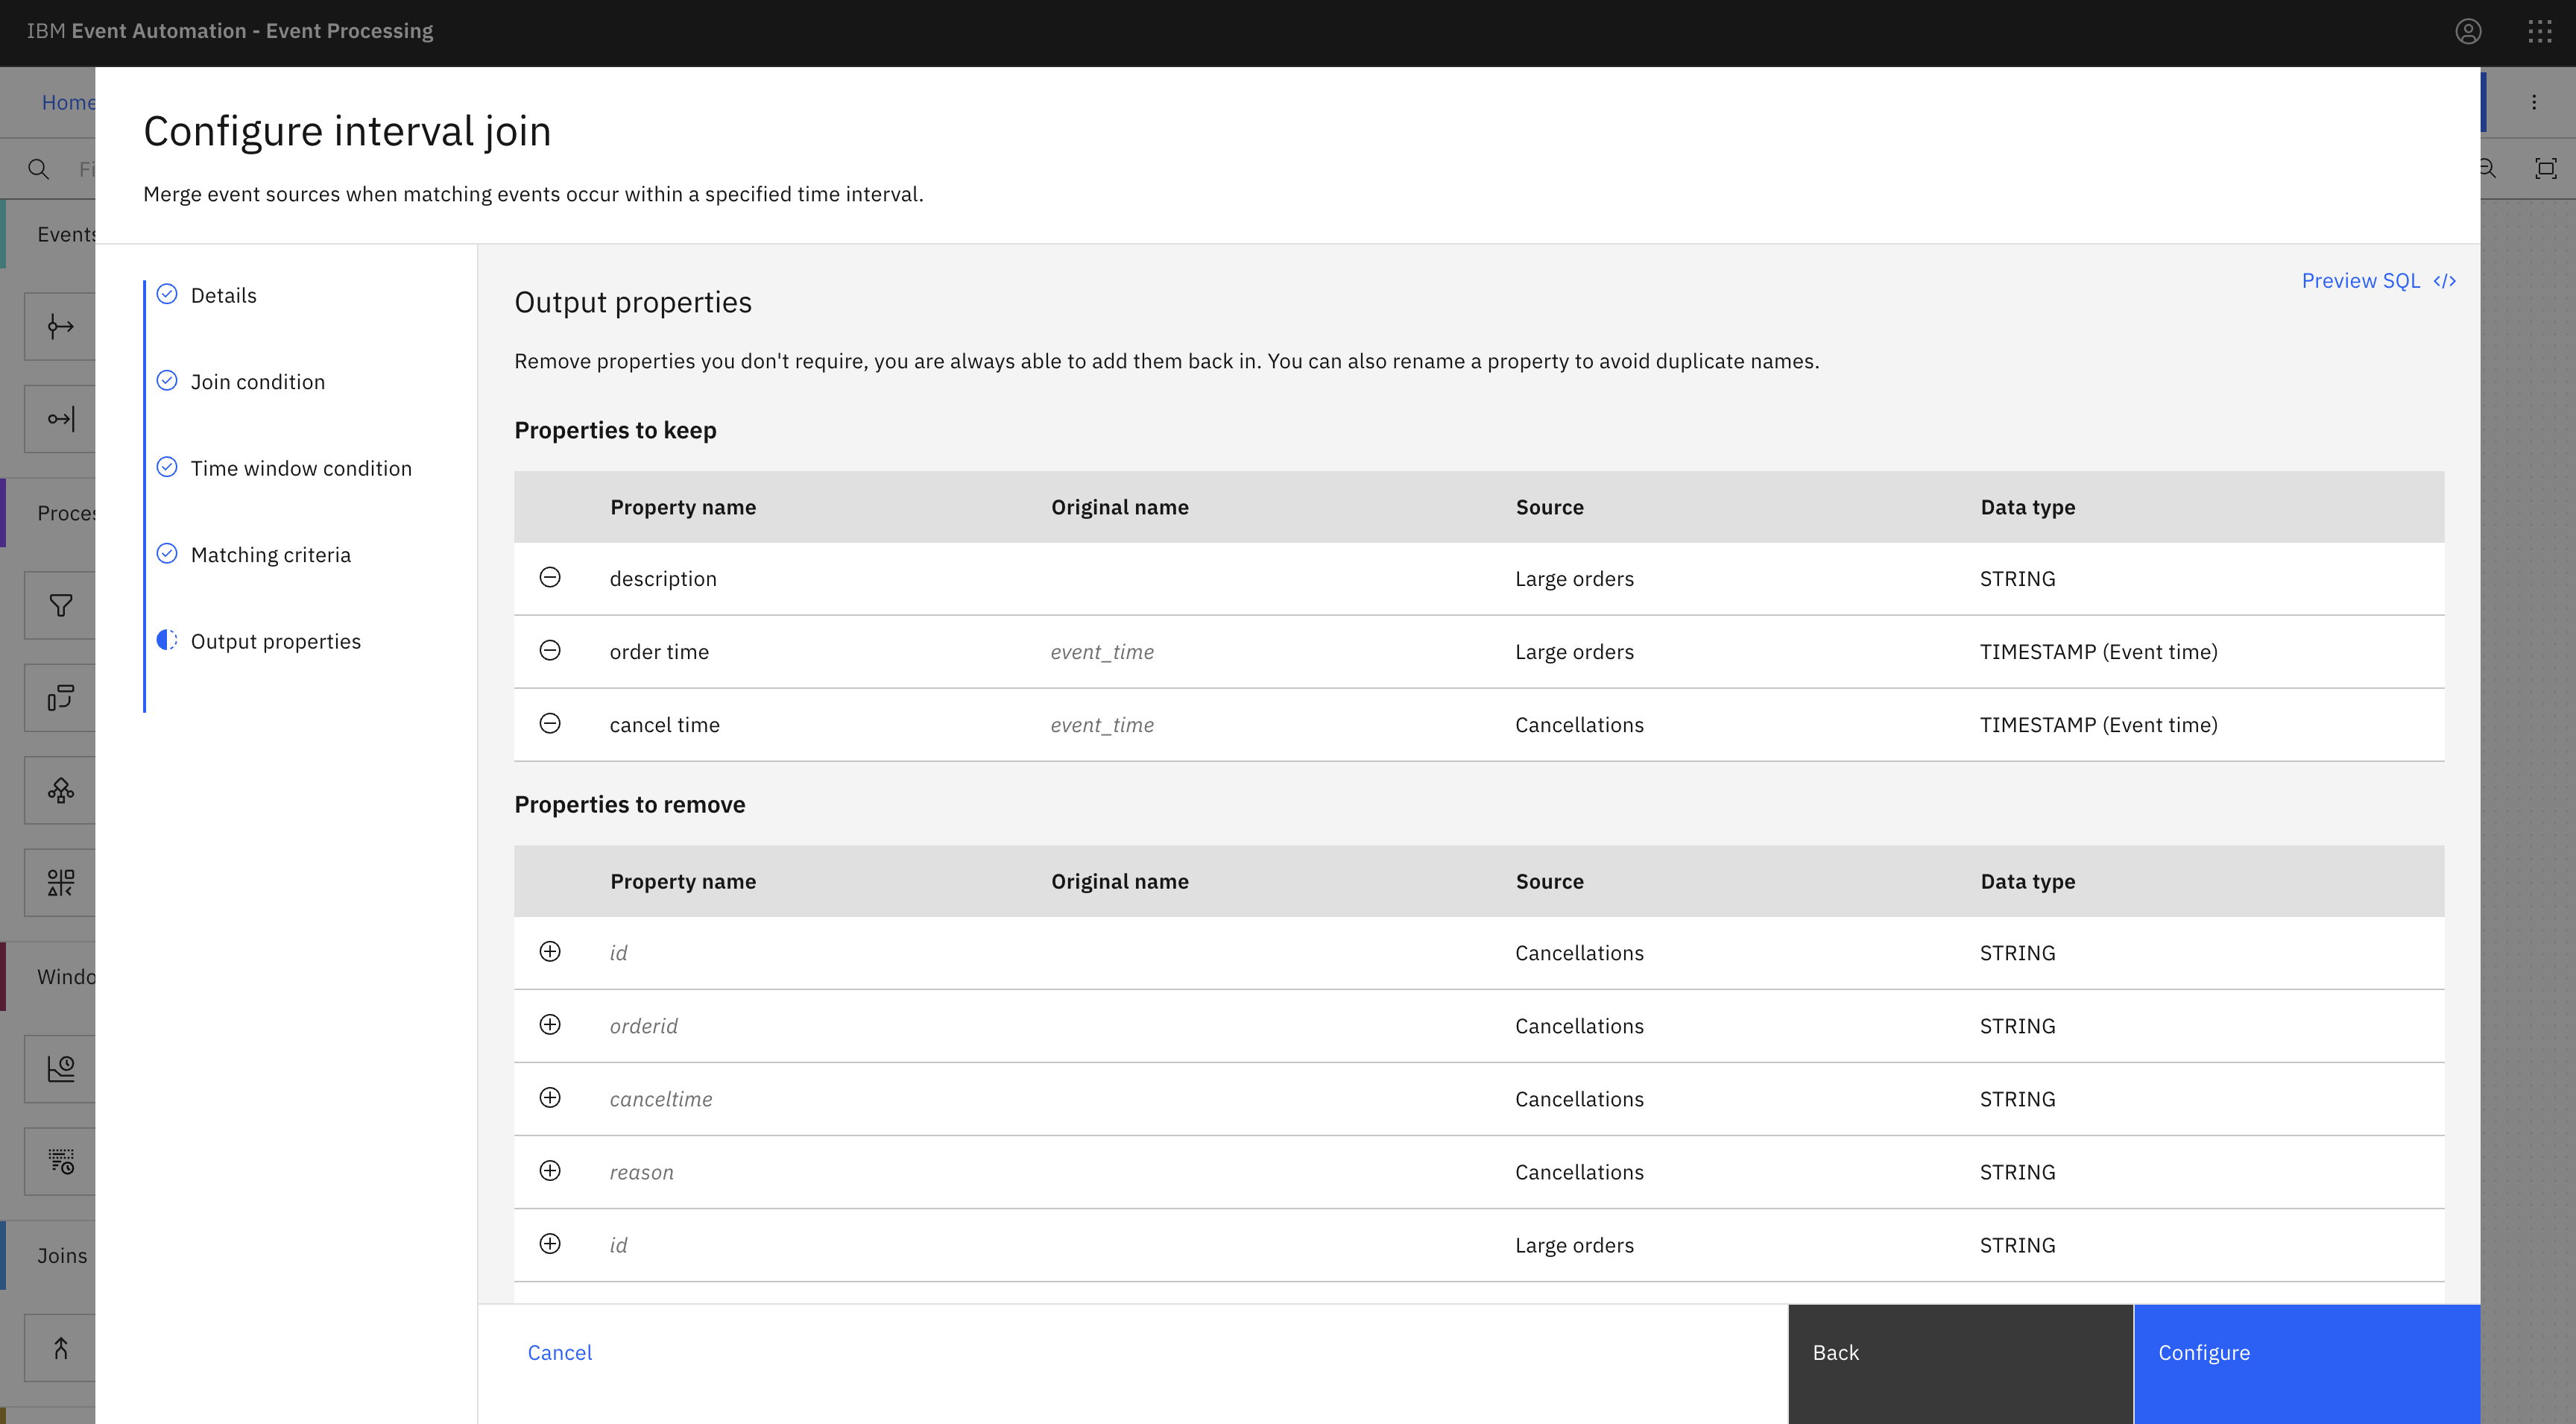 IBM Event Automation - Event Processing
Home
Configure interval join
Merge event sources when matching events occur within a specified time interval.
Fi
Events
Proces
Windo
Joins
Details
Join condition
Time window condition
Matching criteria
Output properties
Preview SQL </>
Output properties
Remove properties you don't require, you are always able to add them back in. You can also rename a property to avoid duplicate names.
Properties to keep
Property name Original name Source Data type
description Large orders STRING
order time event_time Large orders TIMESTAMP (Event time)
cancel time event_time Cancellations TIMESTAMP (Event time)
Properties to remove
Property name Original name Source Data type
id Cancellations STRING
orderid Cancellations STRING
canceltime Cancellations STRING
reason Cancellations STRING
id Large orders STRING
Cancel Back Configure